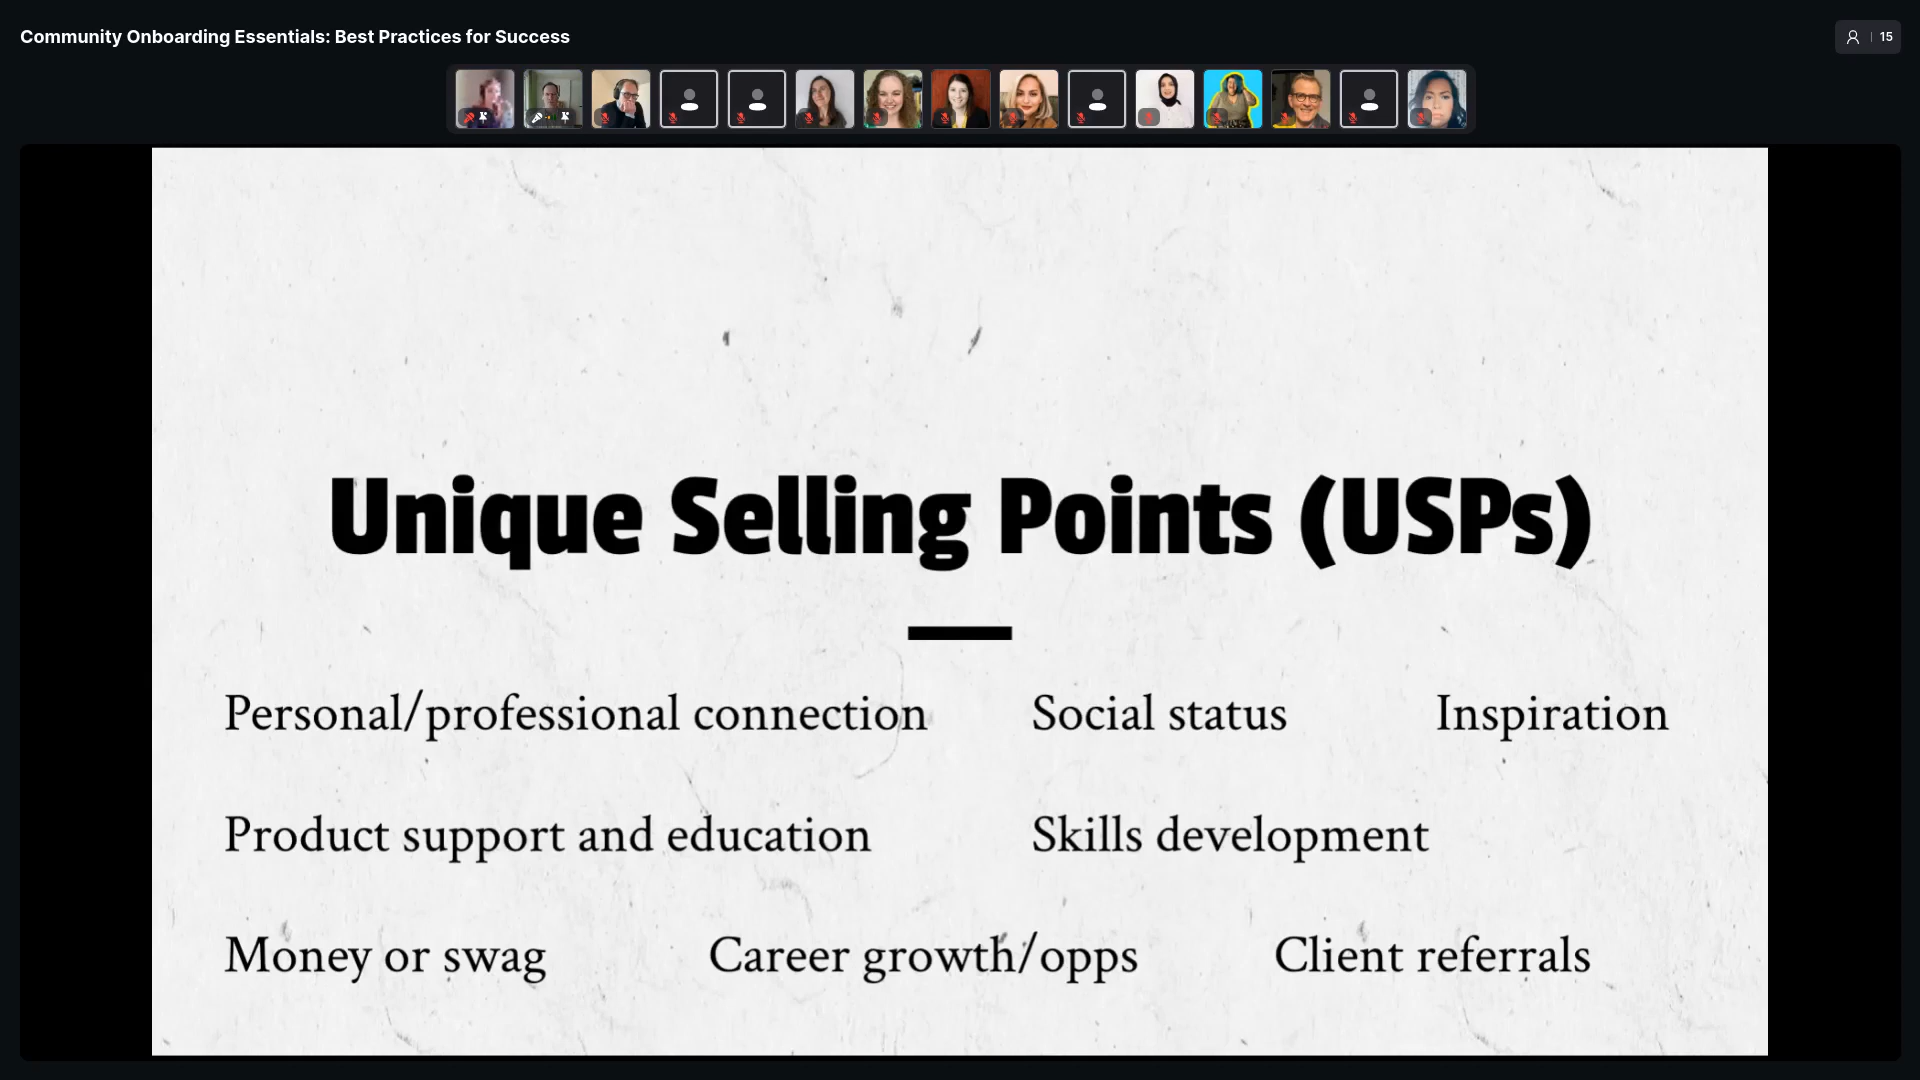 Community Onboarding Essentials: Best Practices for Success
15
Unique Selling Points (USPs)
Personal/professional connection Social status Inspiration
Product support and education Skills development
Money or swag Career growth/opps Client referrals